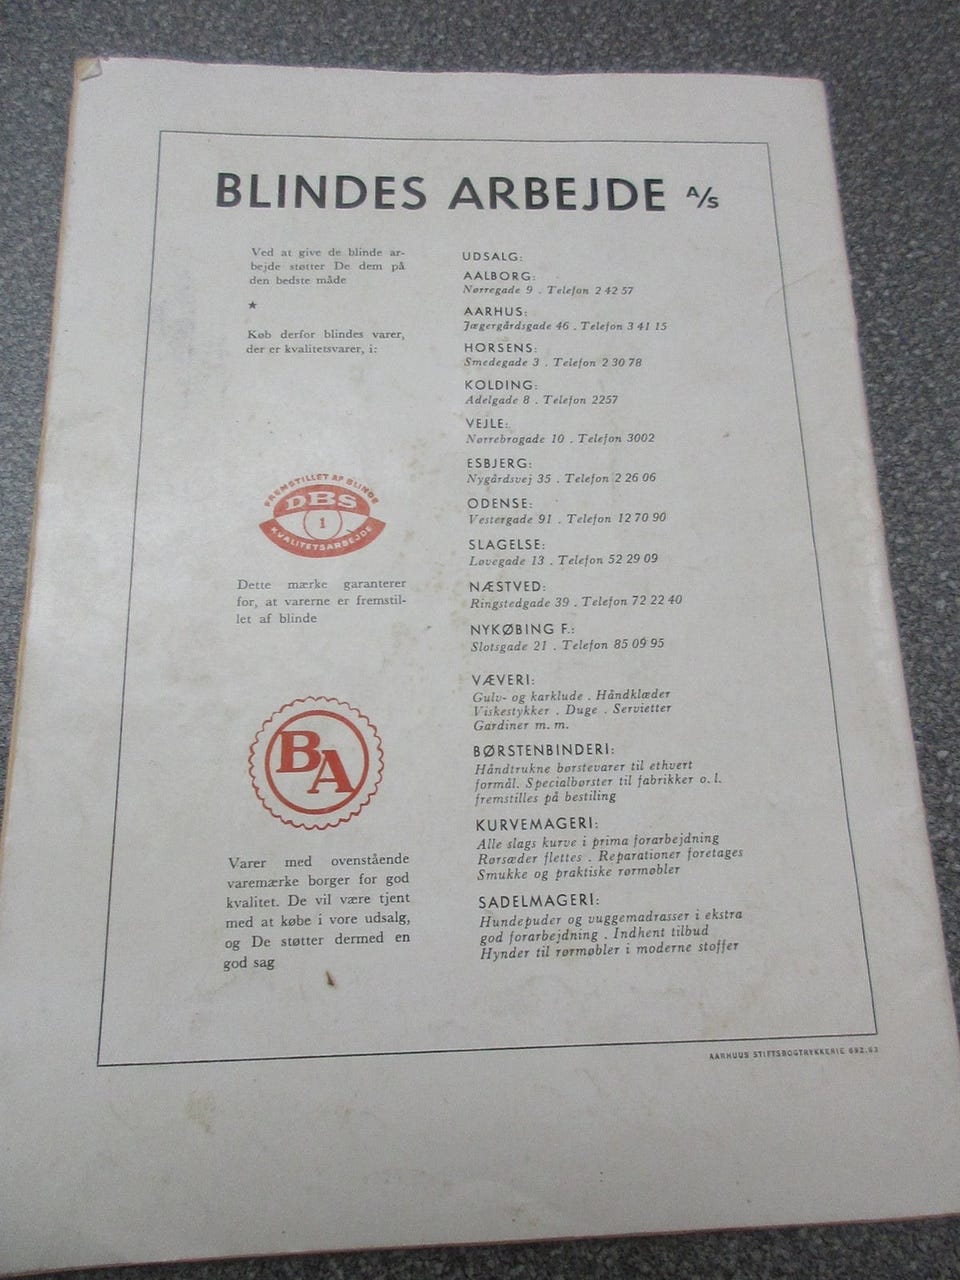 BLINDES ARBEJDE A/S
Ved at give de blinde ar-
bejde støtter De dem på
den bedste måde
★
Køb derfor blindes varer,
der er kvalitetsvarer, i:
FREMSTILLET AF BLINDE
DBS
1
KVALITETSARBEJDE
Dette mærke garanterer
for, at varerne er fremstil-
let af blinde
BA
Varer med ovenstående
varemærke borger for god
kvalitet. De vil være tjent
med at købe i vore udsalg,
og De støtter dermed en
god sag
UDSALG:
AALBORG:
Nørregade 9 . Telefon 2 42 57
AARHUS:
Jægergårdsgade 46 . Telefon 3 41 15
HORSENS:
Smedegade 3 . Telefon 2 30 78
KOLDING:
Adelgade 8 . Telefon 2257
VEJLE:
Nørrebrogade 10 . Telefon 3002
ESBJERG:
Nygårdsvej 35 . Telefon 2 26 06
ODENSE:
Vestergade 91 . Telefon 12 70 90
SLAGELSE:
Løvegade 13 . Telefon 52 29 09
NÆSTVED:
Ringstedgade 39 . Telefon 72 22 40
NYKØBING F.:
Slotsgade 21 . Telefon 85 09 95
VÆVERI:
Gulv- og karklude . Håndklæder
Viskestykker . Duge . Servietter
Gardiner m. m.
BØRSTENBINDERI:
Håndtrukne børstevarer til ethvert
formål. Specialbørster til fabrikker o. l.
fremstilles på bestiling
KURVEMAGERI:
Alle slags kurve i prima forarbejdning
Rørsæder flettes . Reparationer foretages
Smukke og praktiske rørmøbler
SADELMAGERI:
Hundepuder og vuggemadrasser i ekstra
god forarbejdning . Indhent tilbud
Hynder til rørmøbler i moderne stoffer
AARHUUS STIFTSBOGTRYKKERIE 692.63